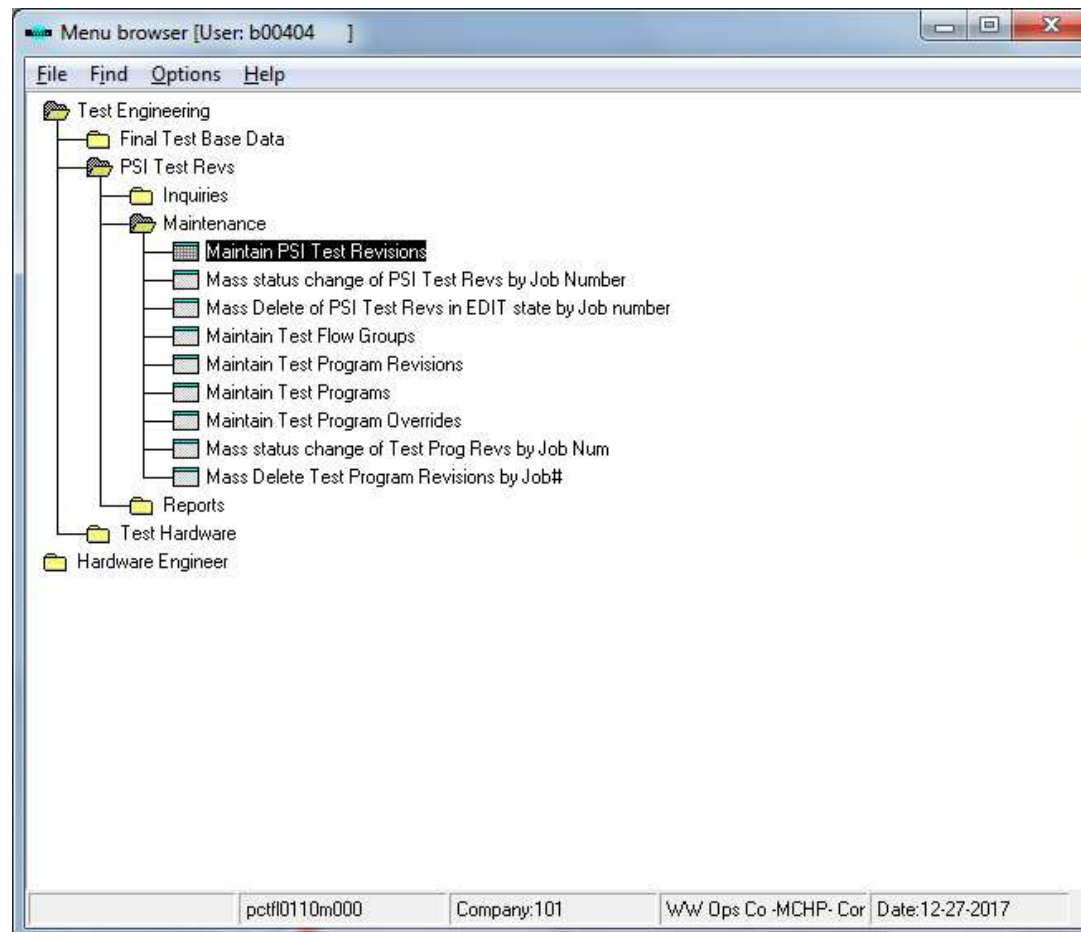 Menu browser [User: b00404 ]
File Find Options Help
Test Engineering
Final Test Base Data
PSI Test Revs
Inquiries
Maintenance
Maintain PSI Test Revisions
Mass status change of PSI Test Revs by Job Number
Mass Delete of PSI Test Revs in EDIT state by Job number
Maintain Test Flow Groups
Maintain Test Program Revisions
Maintain Test Programs
Maintain Test Program Overrides
Mass status change of Test Prog Revs by Job Num
Mass Delete Test Program Revisions by Job#
Reports
Test Hardware
Hardware Engineer
pctfl0110m000 Company:101 WW Ops Co -MCHP- Cor Date:12-27-2017